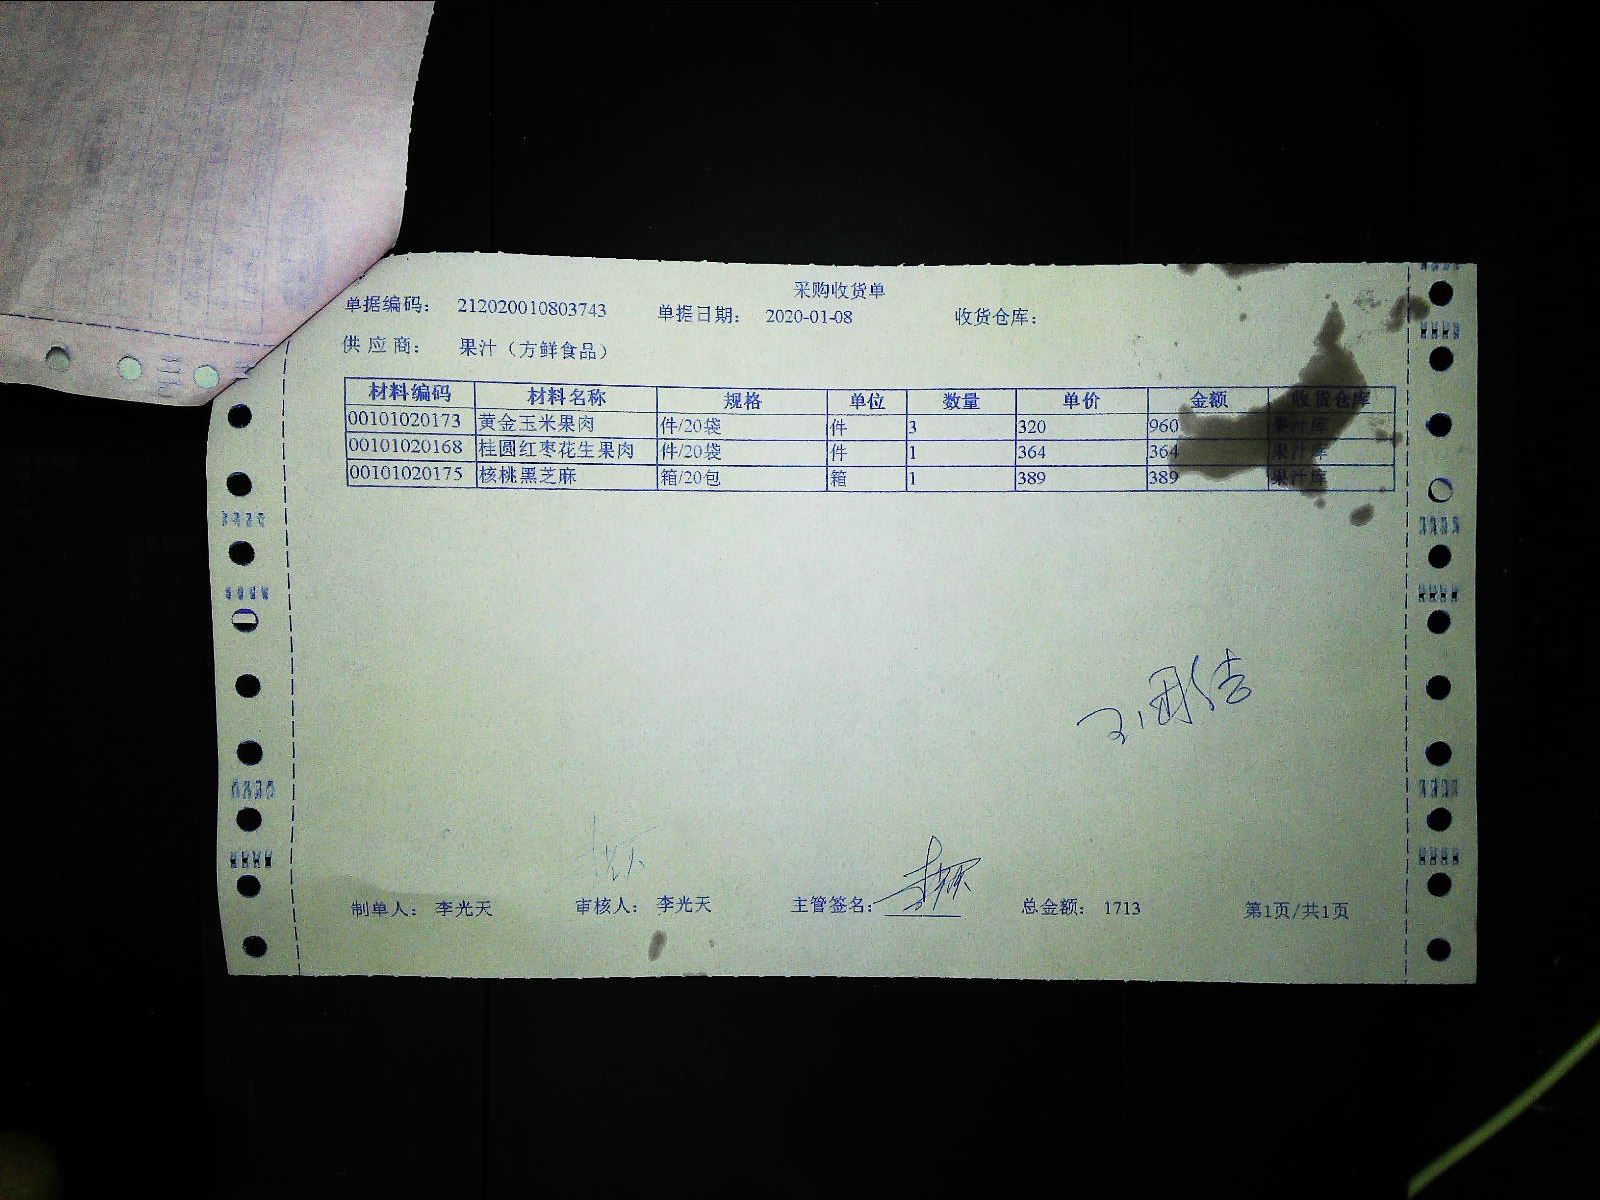 采购收货单
单据编码： 212020010803743 单据日期： 2020-01-08 收货仓库：
供应商： 果汁（方鲜食品）
材料编码 材料名称 规格 单位 数量 单价 金额 收货仓库
00101020173 黄金玉米果肉 件/20袋 件 3 320 960 果汁库
00101020168 桂圆红枣花生果肉 件/20袋 件 1 364 364 果汁库
00101020175 核桃黑芝麻 箱/20包 箱 1 389 389 果汁库
制单人： 李光天 审核人： 李光天 主管签名： 总金额： 1713 第1页/共1页